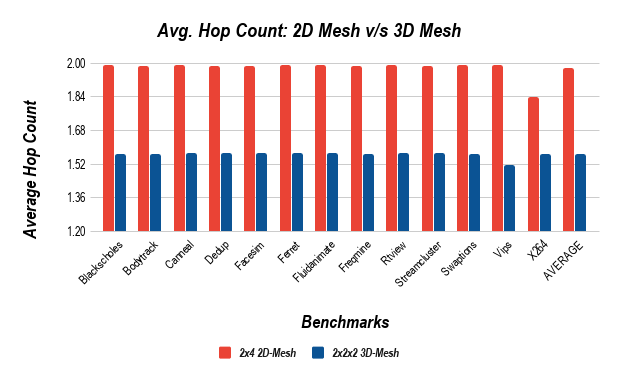 Avg. Hop Count: 2D Mesh v/s 3D Mesh
Average Hop Count
2.00
1.84
1.68
1.52
1.36
1.20
Blackscholes
Bodytrack
Canneal
Dedup
Facesim
Ferret
Fluidanimate
Freqmine
Rtview
Streamcluster
Swaptions
Vips
X264
AVERAGE
Benchmarks
2x4 2D-Mesh
2x2x2 3D-Mesh